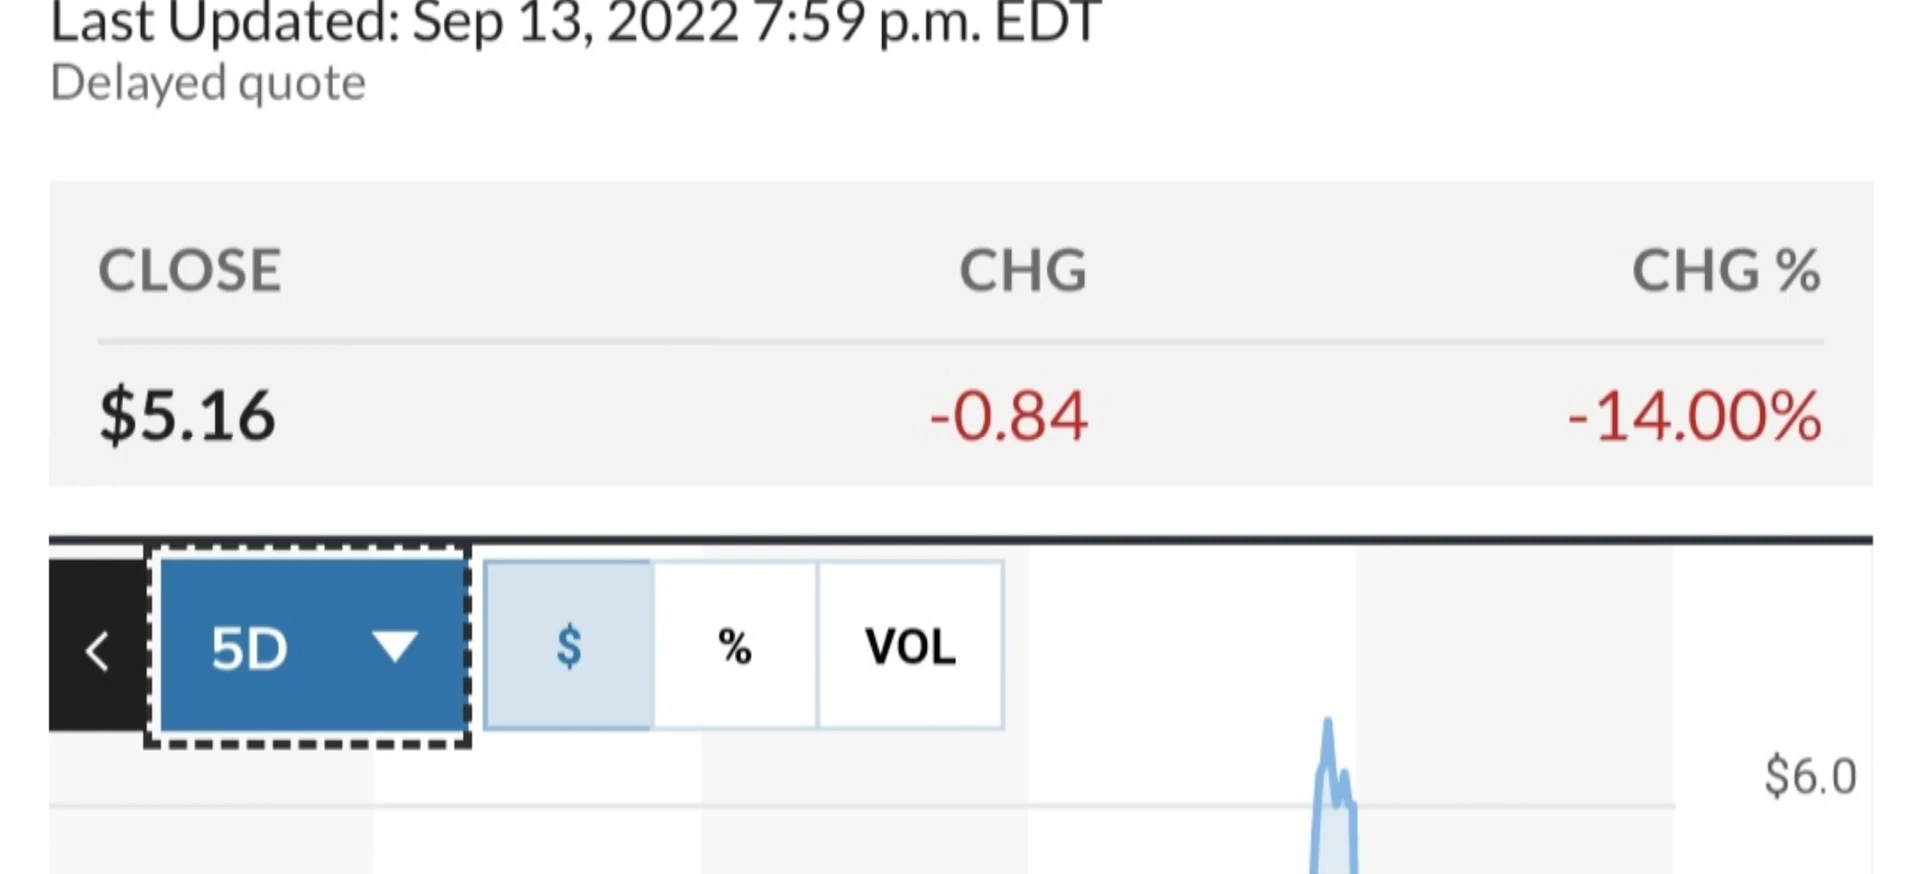 Last Updated: Sep 13, 2022 7:59 p.m. EDT
Delayed quote
CLOSE CHG CHG %
$5.16 -0.84 -14.00%
5D $ % VOL
$6.0